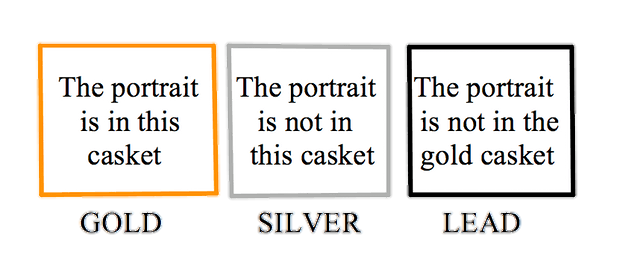 The portrait
is in this
casket
The portrait
is not in
this casket
The portrait
is not in the
gold casket
GOLD
SILVER
LEAD